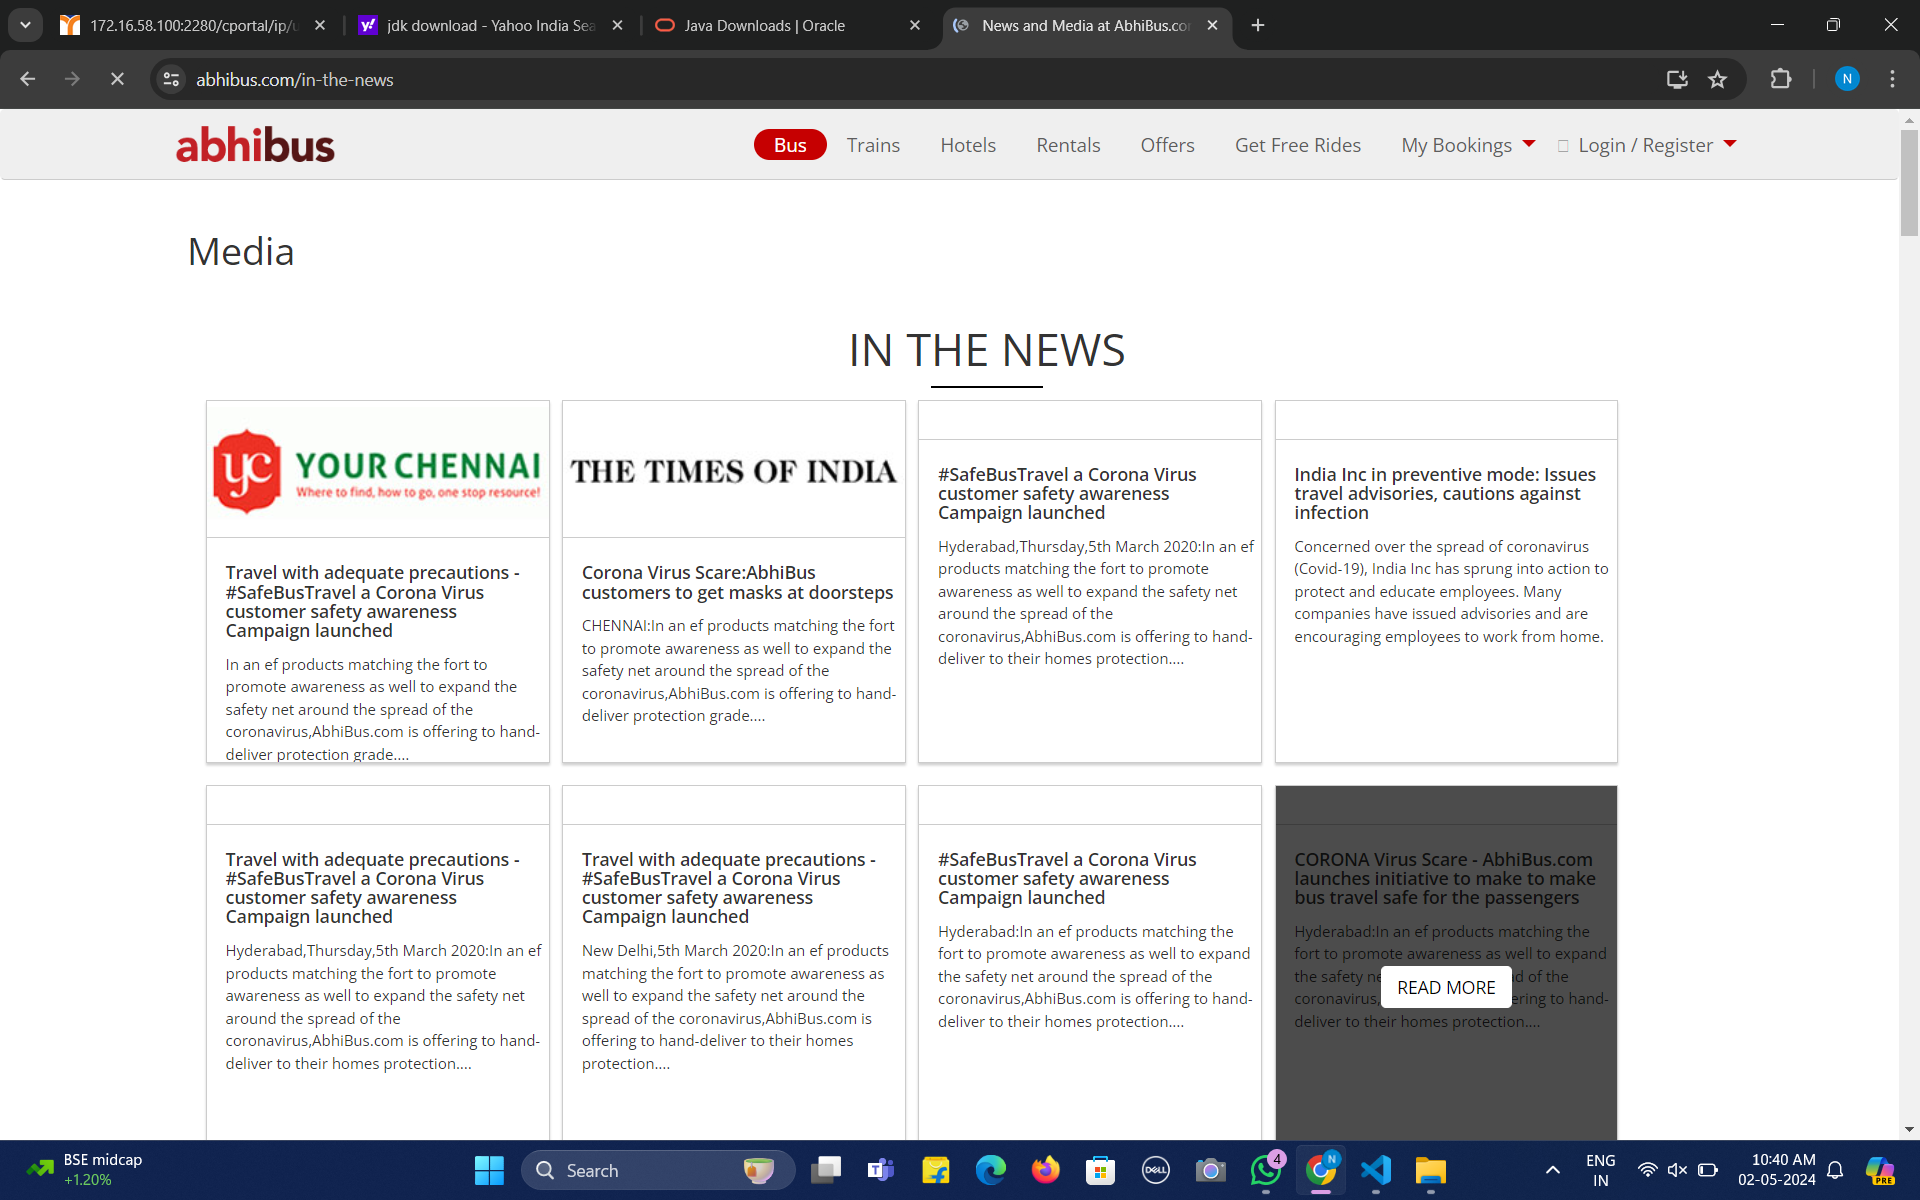 172.16.58.100:2280/cportal/ip/u
jdk download - Yahoo India Sea
Java Downloads | Oracle
News and Media at AbhiBus.co
abhibus.com/in-the-news
N
abhibus
Bus
Trains
Hotels
Rentals
Offers
Get Free Rides
My Bookings
Login / Register
Media
IN THE NEWS
yc
YOUR CHENNAI
Where to find, how to go, one stop resource!
Travel with adequate precautions -
#SafeBusTravel a Corona Virus
customer safety awareness
Campaign launched
In an ef products matching the fort to
promote awareness as well to expand the
safety net around the spread of the
coronavirus,AbhiBus.com is offering to hand-
deliver protection grade....
THE TIMES OF INDIA
Corona Virus Scare:AbhiBus
customers to get masks at doorsteps
CHENNAI:In an ef products matching the fort
to promote awareness as well to expand the
safety net around the spread of the
coronavirus,AbhiBus.com is offering to hand-
deliver protection grade....
#SafeBusTravel a Corona Virus
customer safety awareness
Campaign launched
Hyderabad,Thursday,5th March 2020:In an ef
products matching the fort to promote
awareness as well to expand the safety net
around the spread of the
coronavirus,AbhiBus.com is offering to hand-
deliver to their homes protection....
India Inc in preventive mode: Issues
travel advisories, cautions against
infection
Concerned over the spread of coronavirus
(Covid-19), India Inc has sprung into action to
protect and educate employees. Many
companies have issued advisories and are
encouraging employees to work from home.
Travel with adequate precautions -
#SafeBusTravel a Corona Virus
customer safety awareness
Campaign launched
Hyderabad,Thursday,5th March 2020:In an ef
products matching the fort to promote
awareness as well to expand the safety net
around the spread of the
coronavirus,AbhiBus.com is offering to hand-
deliver to their homes protection....
Travel with adequate precautions -
#SafeBusTravel a Corona Virus
customer safety awareness
Campaign launched
New Delhi,5th March 2020:In an ef products
matching the fort to promote awareness as
well to expand the safety net around the
spread of the coronavirus,AbhiBus.com is
offering to hand-deliver to their homes
protection....
#SafeBusTravel a Corona Virus
customer safety awareness
Campaign launched
Hyderabad:In an ef products matching the
fort to promote awareness as well to expand
the safety net around the spread of the
coronavirus,AbhiBus.com is offering to hand-
deliver to their homes protection....
CORONA Virus Scare - AbhiBus.com
launches initiative to make to make
bus travel safe for the passengers
Hyderabad:In an ef products matching the
fort to promote awareness as well to expand
the safety ne
d of the
coronavirus,
ering to hand-
deliver to their homes protection....
READ MORE
BSE midcap
+1.20%
Search
DELL
4
N
ENG
IN
10:40 AM
02-05-2024
PRE